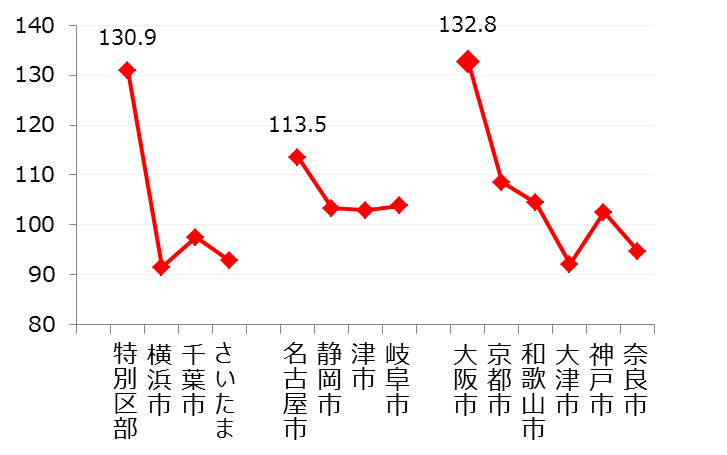 140
130
120
110
100
90
80
130.9
113.5
132.8
特別区部
横浜市
千葉市
さいたま
名古屋市
静岡市
津市
岐阜市
大阪市
京都市
和歌山市
大津市
神戸市
奈良市